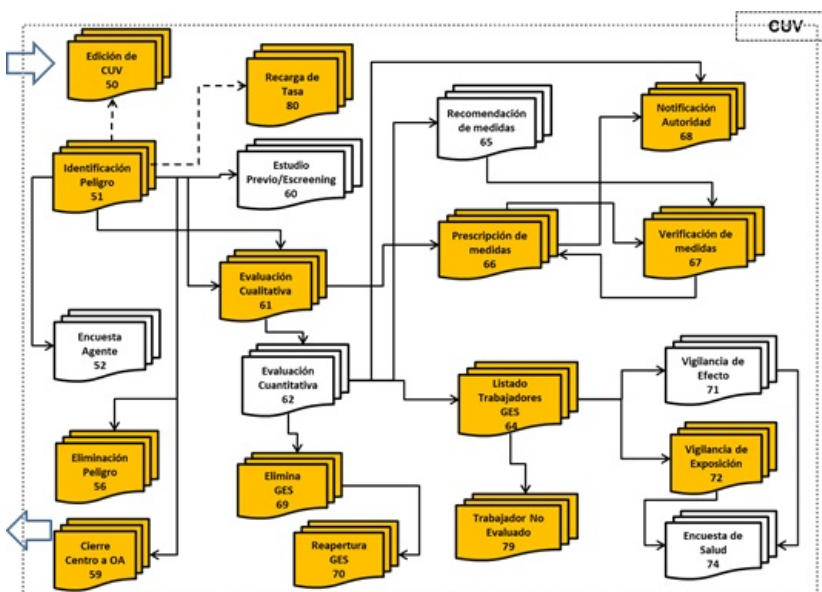 CUV
Edición de
CUV
50
Recarga de
Tasa
80
Recomendación
de medidas
65
Notificación
Autoridad
68
Identificación
Peligro
51
Estudio
Previo/Escreening
60
Prescripción de
medidas
66
Verificación de
medidas
67
Evaluación
Cualitativa
61
Encuesta
Agente
52
Evaluación
Cuantitativa
62
Listado
Trabajadores
GES
64
Vigilancia de
Efecto
71
Eliminación
Peligro
56
Elimina
GES
69
Vigilancia de
Exposición
72
Cierre
Centro a OA
59
Reapertura
GES
70
Trabajador No
Evaluado
79
Encuesta de
Salud
74